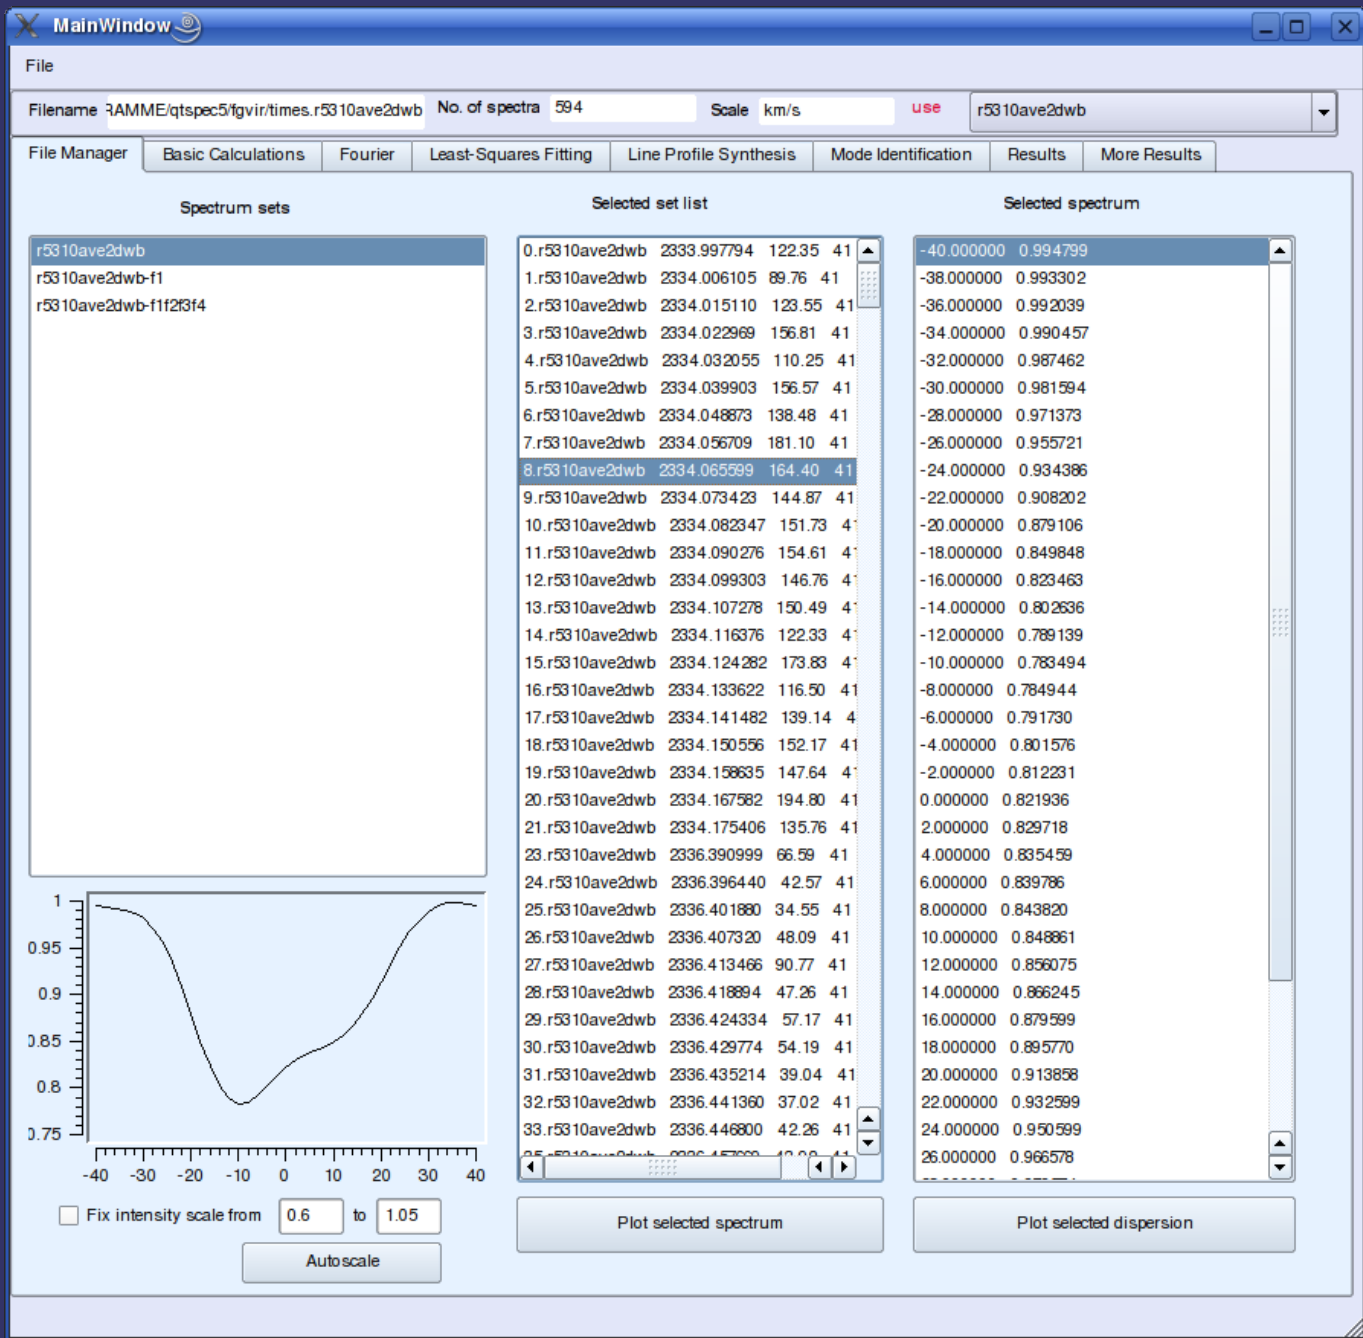 MainWindow
File
Filename RAMME/qtspec5/fgvir/times.r5310ave2dwb No. of spectra 594 Scale km/s use r5310ave2dwb
File Manager Basic Calculations Fourier Least-Squares Fitting Line Profile Synthesis Mode Identification Results More Results
Spectrum sets
r5310ave2dwb
r5310ave2dwb-f1
r5310ave2dwb-f1f2f3f4
1
0.95
0.9
0.85
0.8
0.75
-40 -30 -20 -10 0 10 20 30 40
Fix intensity scale from 0.6 to 1.05
Autoscale
Selected set list
0.r5310ave2dwb 2333.997794 122.35 41
1.r5310ave2dwb 2334.006105 89.76 41
2.r5310ave2dwb 2334.015110 123.55 41
3.r5310ave2dwb 2334.022969 156.81 41
4.r5310ave2dwb 2334.032055 110.25 41
5.r5310ave2dwb 2334.039903 156.57 41
6.r5310ave2dwb 2334.048873 138.48 41
7.r5310ave2dwb 2334.056709 181.10 41
8.r5310ave2dwb 2334.065599 164.40 41
9.r5310ave2dwb 2334.073423 144.87 41
10.r5310ave2dwb 2334.082347 151.73 41
11.r5310ave2dwb 2334.090276 154.61 41
12.r5310ave2dwb 2334.099303 146.76 41
13.r5310ave2dwb 2334.107278 150.49 41
14.r5310ave2dwb 2334.116376 122.33 41
15.r5310ave2dwb 2334.124282 173.83 41
16.r5310ave2dwb 2334.133622 116.50 41
17.r5310ave2dwb 2334.141482 139.14 4
18.r5310ave2dwb 2334.150556 152.17 41
19.r5310ave2dwb 2334.158635 147.64 41
20.r5310ave2dwb 2334.167582 194.80 41
21.r5310ave2dwb 2334.175406 135.76 41
23.r5310ave2dwb 2336.390999 66.59 41
24.r5310ave2dwb 2336.396440 42.57 41
25.r5310ave2dwb 2336.401880 34.55 41
26.r5310ave2dwb 2336.407320 48.09 41
27.r5310ave2dwb 2336.413466 90.77 41
28.r5310ave2dwb 2336.418894 47.26 41
29.r5310ave2dwb 2336.424334 57.17 41
30.r5310ave2dwb 2336.429774 54.19 41
31.r5310ave2dwb 2336.435214 39.04 41
32.r5310ave2dwb 2336.441360 37.02 41
33.r5310ave2dwb 2336.446800 42.26 41
Plot selected spectrum
Selected spectrum
-40.000000 0.994799
-38.000000 0.993302
-36.000000 0.992039
-34.000000 0.990457
-32.000000 0.987462
-30.000000 0.981594
-28.000000 0.971373
-26.000000 0.955721
-24.000000 0.934386
-22.000000 0.908202
-20.000000 0.879106
-18.000000 0.849848
-16.000000 0.823463
-14.000000 0.802636
-12.000000 0.789139
-10.000000 0.783494
-8.000000 0.784944
-6.000000 0.791730
-4.000000 0.801576
-2.000000 0.812231
0.000000 0.821936
2.000000 0.829718
4.000000 0.835459
6.000000 0.839786
8.000000 0.843820
10.000000 0.848861
12.000000 0.856075
14.000000 0.866245
16.000000 0.879599
18.000000 0.895770
20.000000 0.913858
22.000000 0.932599
24.000000 0.950599
26.000000 0.966578
Plot selected dispersion